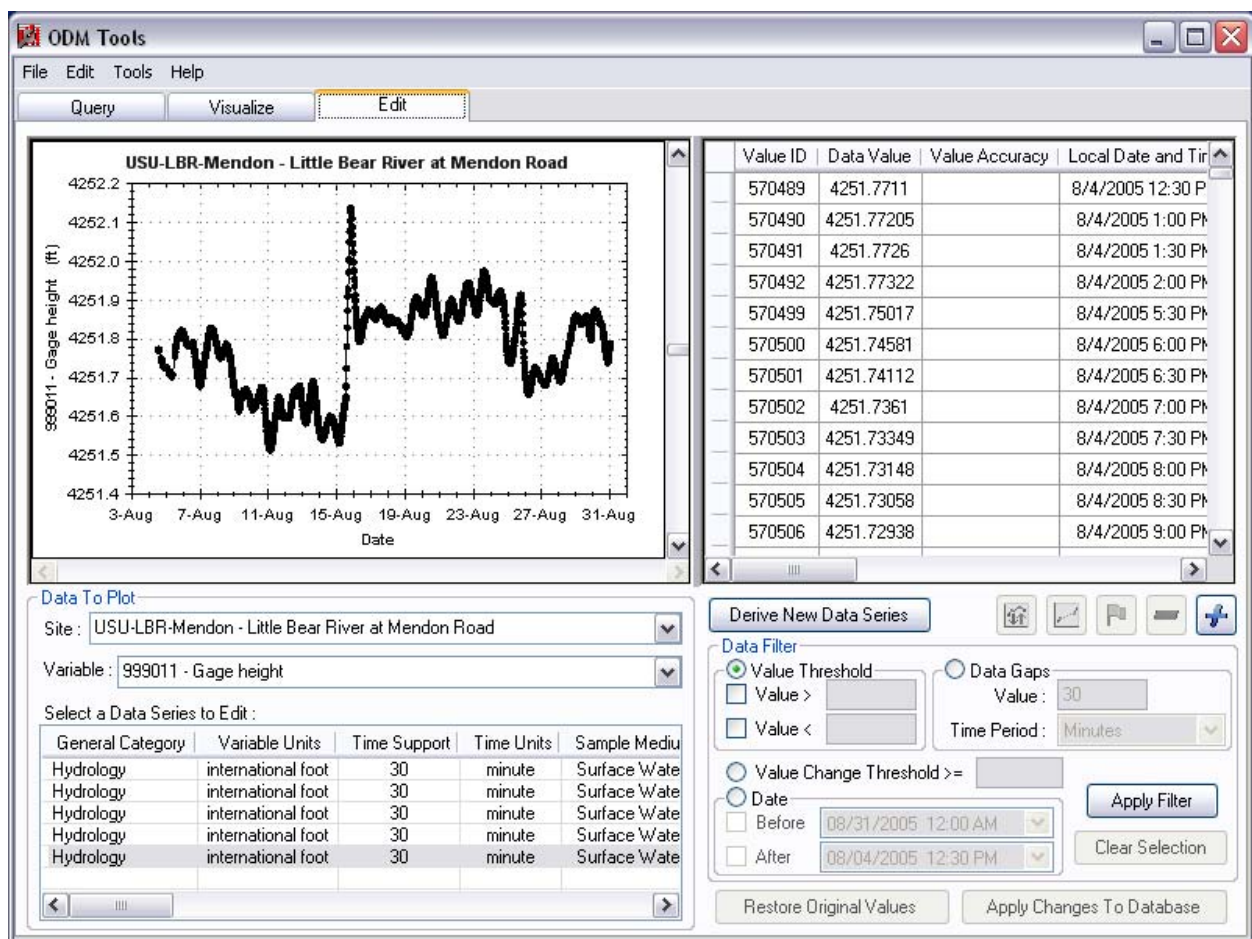 ODM Tools
File Edit Tools Help
Query Visualize Edit
USU-LBR-Mendon - Little Bear River at Mendon Road
4252.2
4252.1
4252.0
4251.9
4251.8
4251.7
4251.6
4251.5
4251.4
999011 - Gage height (ft)
3-Aug 7-Aug 11-Aug 15-Aug 19-Aug 23-Aug 27-Aug 31-Aug
Date
Value ID Data Value Value Accuracy Local Date and Tir
570489 4251.7711 8/4/2005 12:30 P
570490 4251.77205 8/4/2005 1:00 PM
570491 4251.7726 8/4/2005 1:30 PM
570492 4251.77322 8/4/2005 2:00 PM
570499 4251.75017 8/4/2005 5:30 PM
570500 4251.74581 8/4/2005 6:00 PM
570501 4251.74112 8/4/2005 6:30 PM
570502 4251.7361 8/4/2005 7:00 PM
570503 4251.73349 8/4/2005 7:30 PM
570504 4251.73148 8/4/2005 8:00 PM
570505 4251.73058 8/4/2005 8:30 PM
570506 4251.72938 8/4/2005 9:00 PM
Data To Plot
Site : USU-LBR-Mendon - Little Bear River at Mendon Road
Variable : 999011 - Gage height
Select a Data Series to Edit :
General Category Variable Units Time Support Time Units Sample Mediu
Hydrology international foot 30 minute Surface Wate
Hydrology international foot 30 minute Surface Wate
Hydrology international foot 30 minute Surface Wate
Hydrology international foot 30 minute Surface Wate
Hydrology international foot 30 minute Surface Wate
Derive New Data Series
Data Filter
Value Threshold
Value >
Value <
Data Gaps
Value : 30
Time Period : Minutes
Value Change Threshold >=
Date
Before 08/31/2005 12:00 AM
After 08/04/2005 12:30 PM
Apply Filter
Clear Selection
Restore Original Values Apply Changes To Database